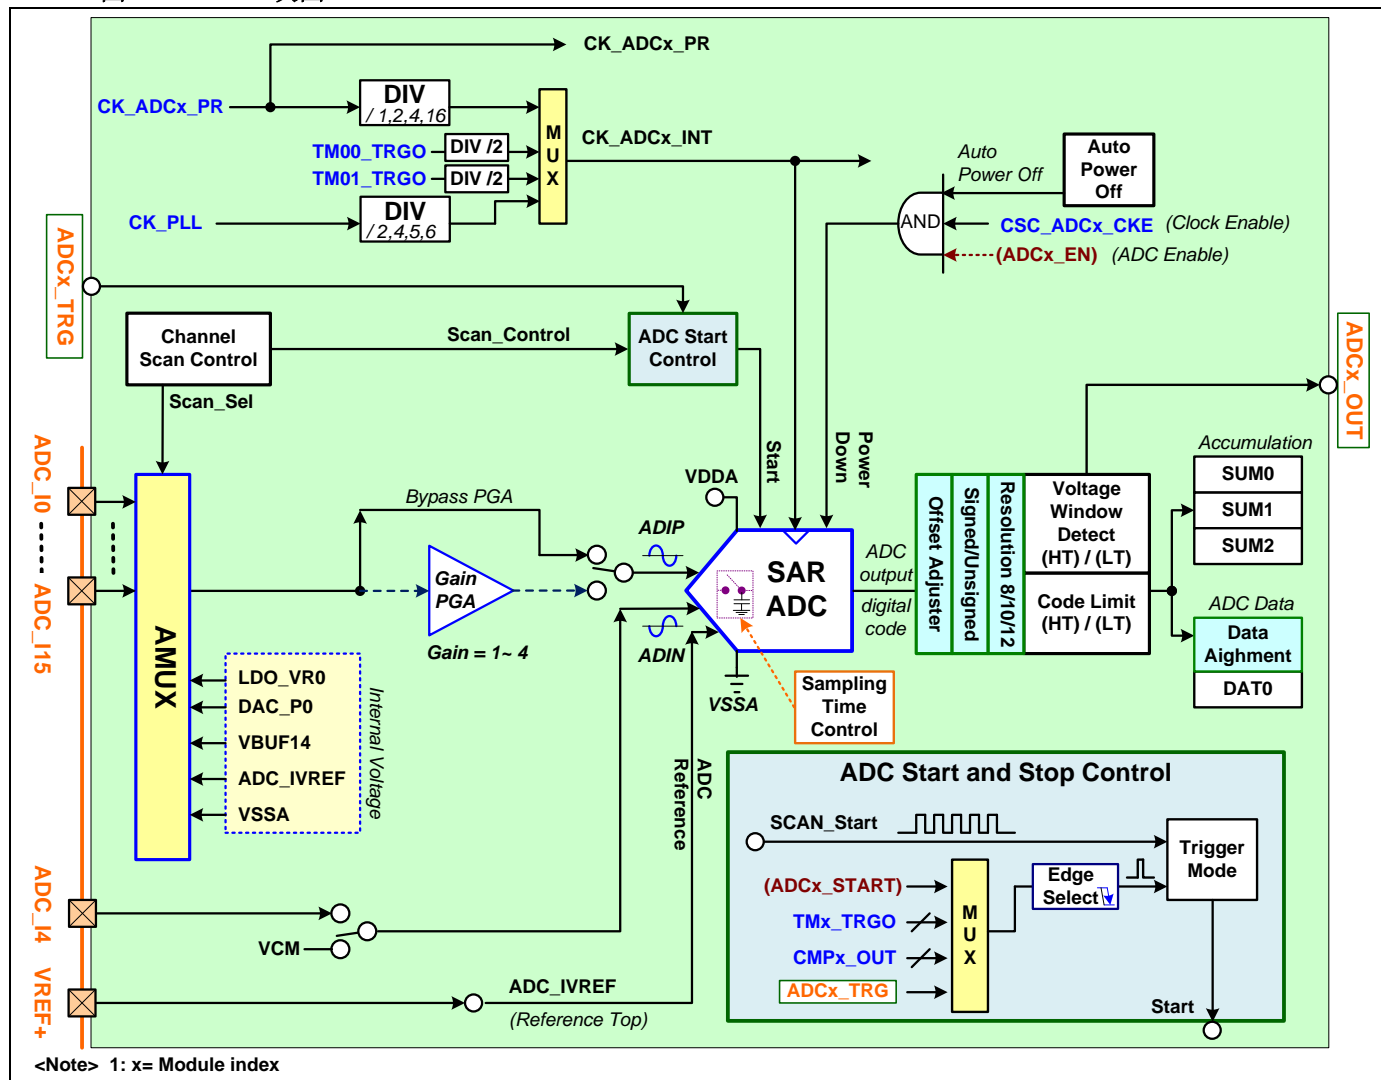 CK_ADCx_PR
CK_ADCx_PR
DIV
/ 1,2,4,16
TM00_TRGO
DIV /2
TM01_TRGO
DIV /2
CK_PLL
DIV
/ 2,4,5,6
M
U
X
CK_ADCx_INT
Auto
Power Off
Auto
Power
Off
AND
CSC_ADCx_CKE
(Clock Enable)
(ADCx_EN)
(ADC Enable)
ADCx_TRG
Channel
Scan Control
Scan_Control
ADC Start
Control
Scan_Sel
ADCx_OUT
ADC_I0
ADC_I15
AMUX
Bypass PGA
Gain
PGA
Gain = 1~ 4
ADIP
ADIN
VDDA
Start
Power
Down
SAR
ADC
VSSA
Sampling
Time
Control
ADC
output
digital
code
Offset Adjuster
Signed/Unsigned
Resolution 8/10/12
Voltage
Window
Detect
(HT) / (LT)
Code Limit
(HT) / (LT)
Accumulation
SUM0
SUM1
SUM2
ADC Data
Data
Aighment
DAT0
LDO_VR0
DAC_P0
VBUF14
ADC_IVREF
VSSA
Internal Voltage
ADC
Reference
ADC_I4
VCM
VREF+
ADC_IVREF
(Reference Top)
ADC Start and Stop Control
SCAN_Start
(ADCx_START)
TMx_TRGO
CMPx_OUT
ADCx_TRG
M
U
X
Edge
Select
Trigger
Mode
Start
<Note> 1: x= Module index